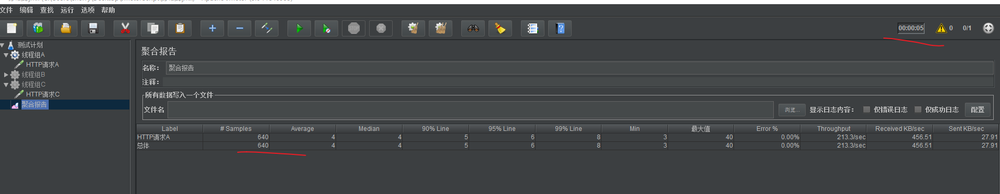 文件 编辑 查找 运行 选项 帮助
STOP
00:00:05 0 0/1
测试计划
线程组A
HTTP请求A
线程组B
线程组C
HTTP请求C
聚合报告
聚合报告
名称: 聚合报告
注释:
所有数据写入一个文件
文件名 浏览... 显示日志内容: 仅错误日志 仅成功日志 配置
Label # Samples Average Median 90% Line 95% Line 99% Line Min 最大值 Error % Throughput Received KB/sec Sent KB/sec
HTTP请求A 640 4 4 5 6 8 3 40 0.00% 213.3/sec 456.51 27.91
总体 640 4 4 5 6 8 3 40 0.00% 213.3/sec 456.51 27.91